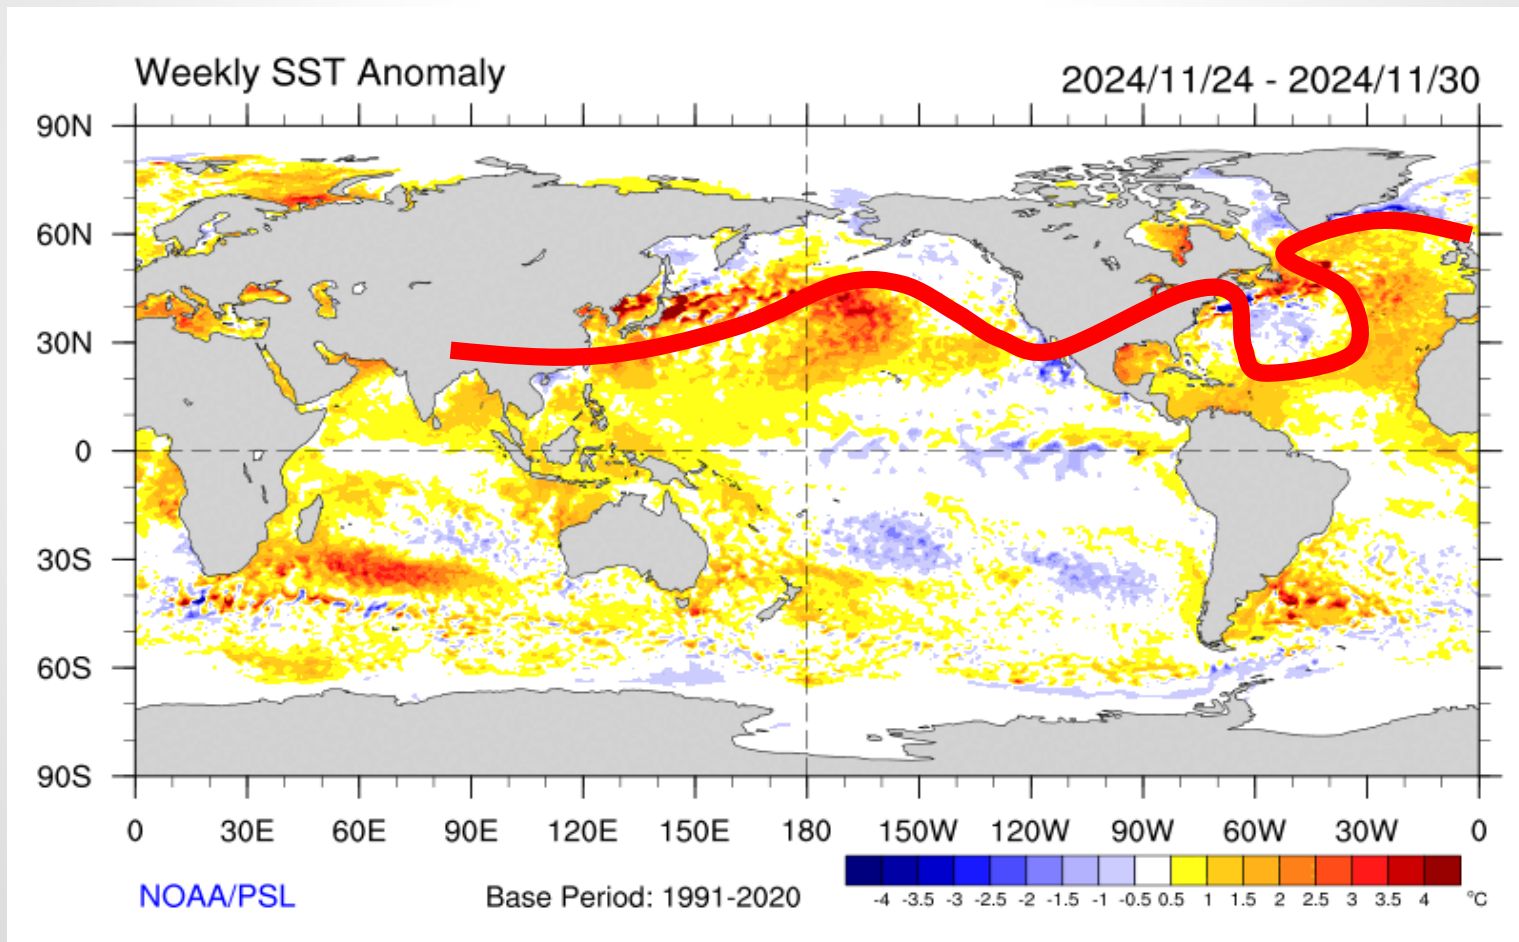 Weekly SST Anomaly
2024/11/24 - 2024/11/30
90N
60N
30N
0
30S
60S
90S
0 30E 60E 90E 120E 150E 180 150W 120W 90W 60W 30W 0
-4 -3.5 -3 -2.5 -2 -1.5 -1 -0.5 0.5 1 1.5 2 2.5 3 3.5 4 °C
NOAA/PSL
Base Period: 1991-2020